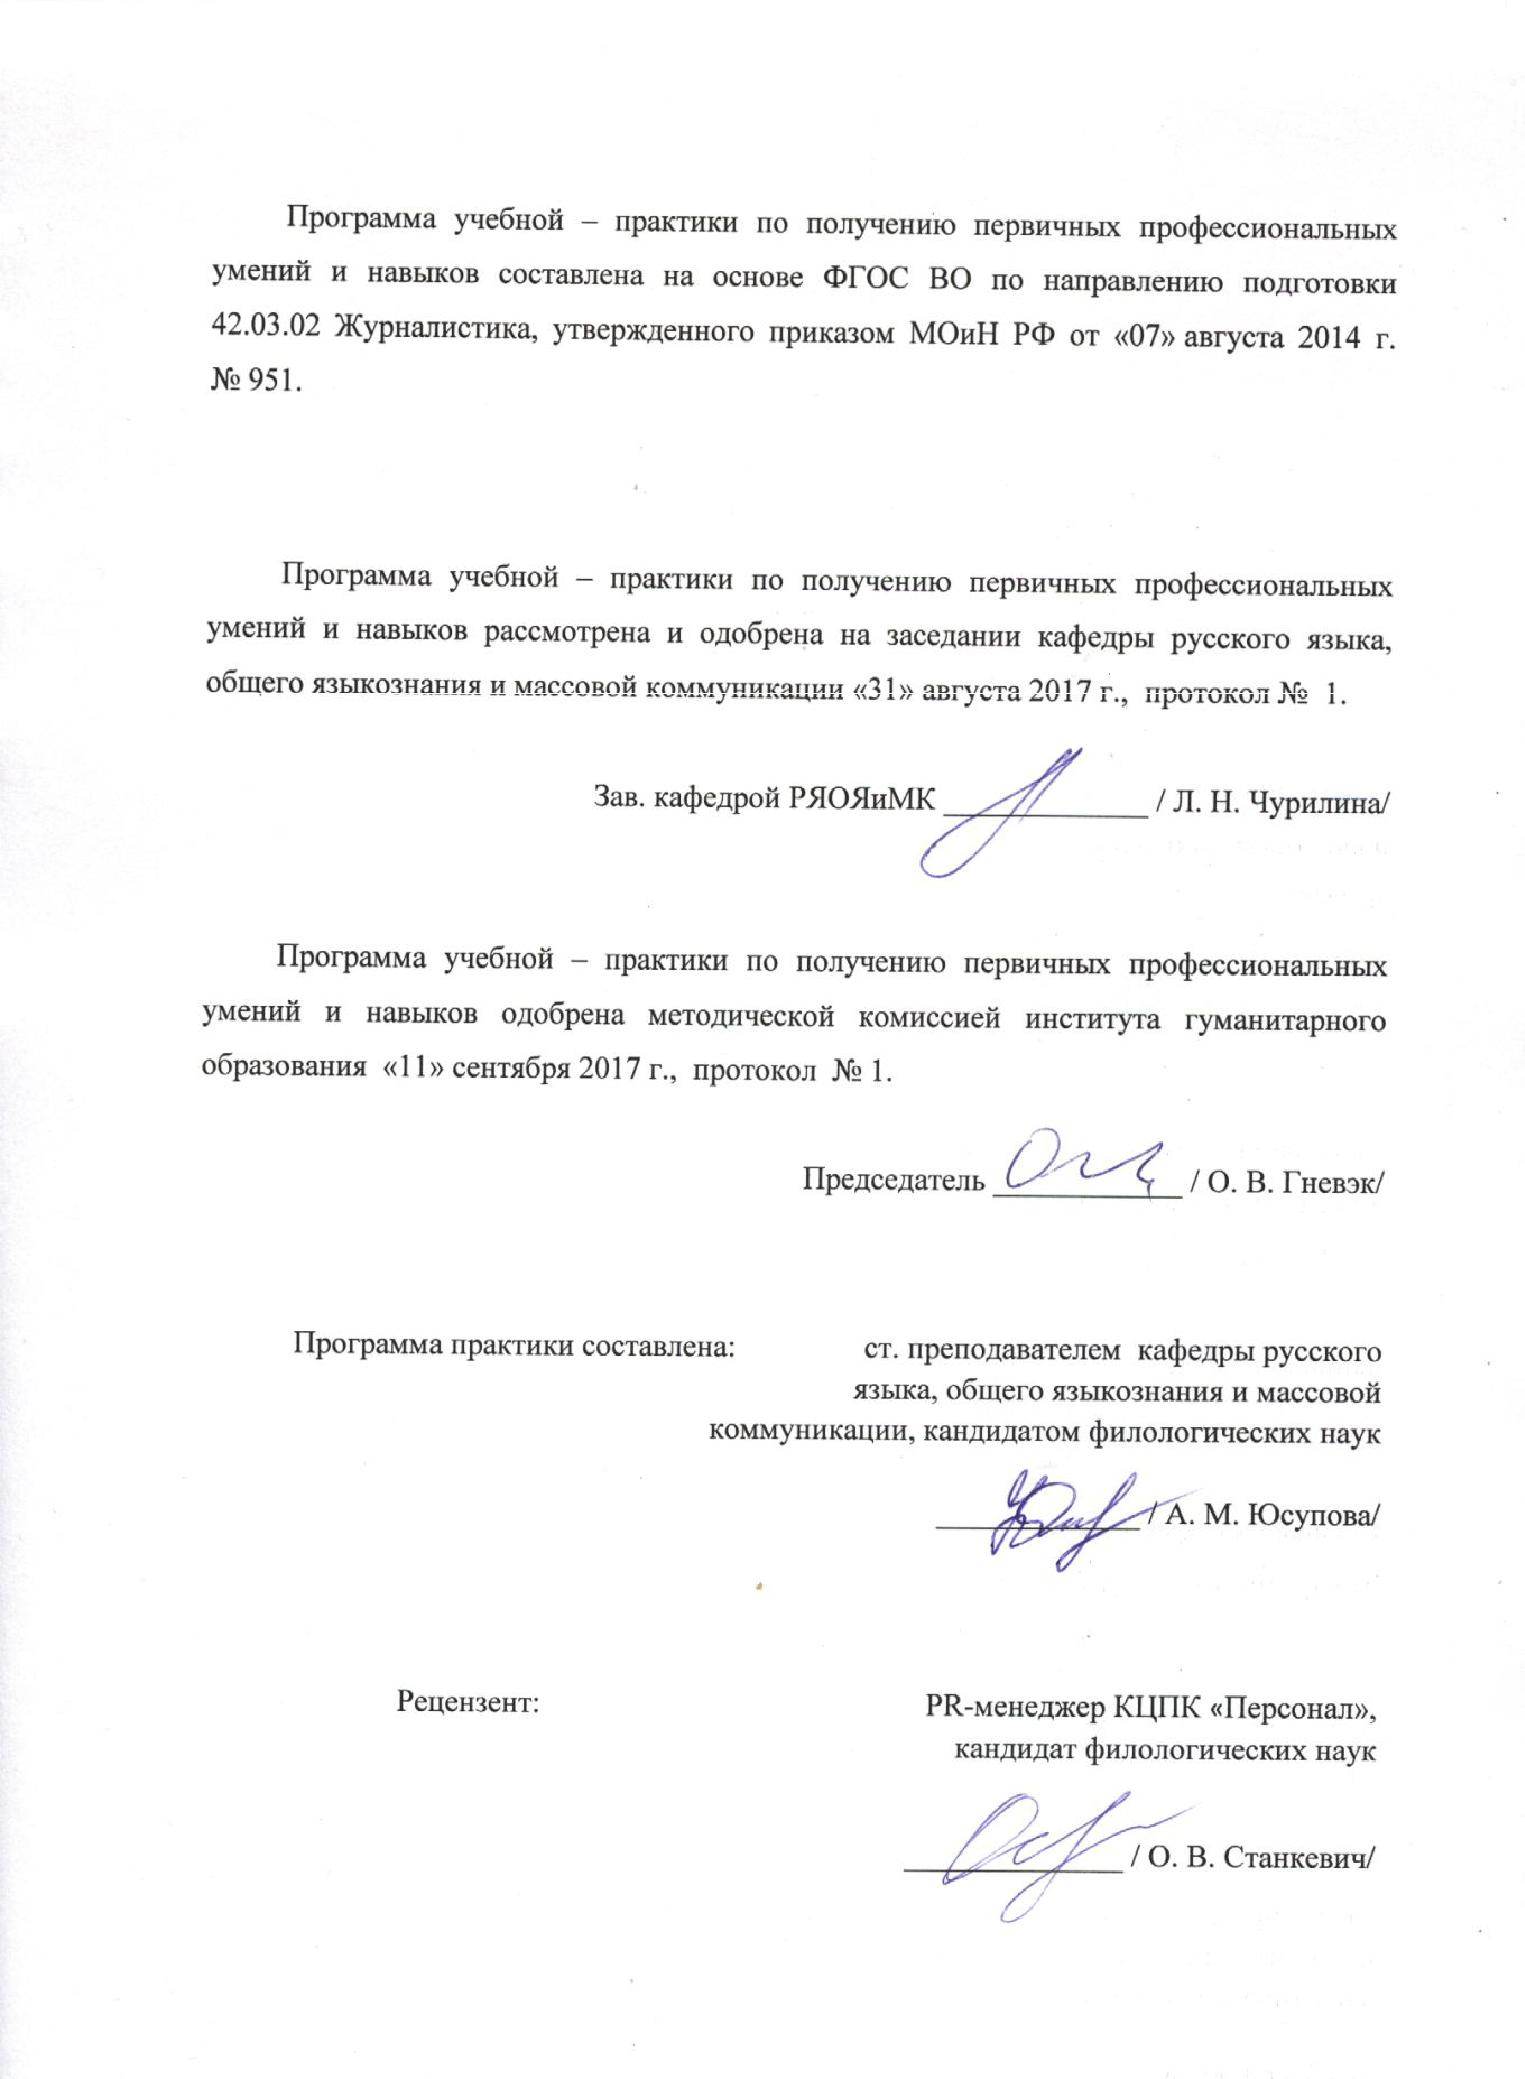 Программа учебной – практики по получению первичных профессиональных
умений и навыков составлена на основе ФГОС ВО по направлению подготовки
42.03.02 Журналистика, утвержденного приказом МОиН РФ от «07» августа 2014 г.
№ 951.
Программа учебной – практики по получению первичных профессиональных
умений и навыков рассмотрена и одобрена на заседании кафедры русского языка,
общего языкознания и массовой коммуникации «31» августа 2017 г., протокол № 1.
Зав. кафедрой РЯОЯиМК ______________ / Л. Н. Чурилина/
Программа учебной – практики по получению первичных профессиональных
умений и навыков одобрена методической комиссией института гуманитарного
образования «11» сентября 2017 г., протокол № 1.
Председатель _____________ / О. В. Гневэк/
Программа практики составлена: ст. преподавателем кафедры русского
языка, общего языкознания и массовой
коммуникации, кандидатом филологических наук
______________ / А. М. Юсупова/
Рецензент: PR-менеджер КЦПК «Персонал»,
кандидат филологических наук
_______________ / О. В. Станкевич/